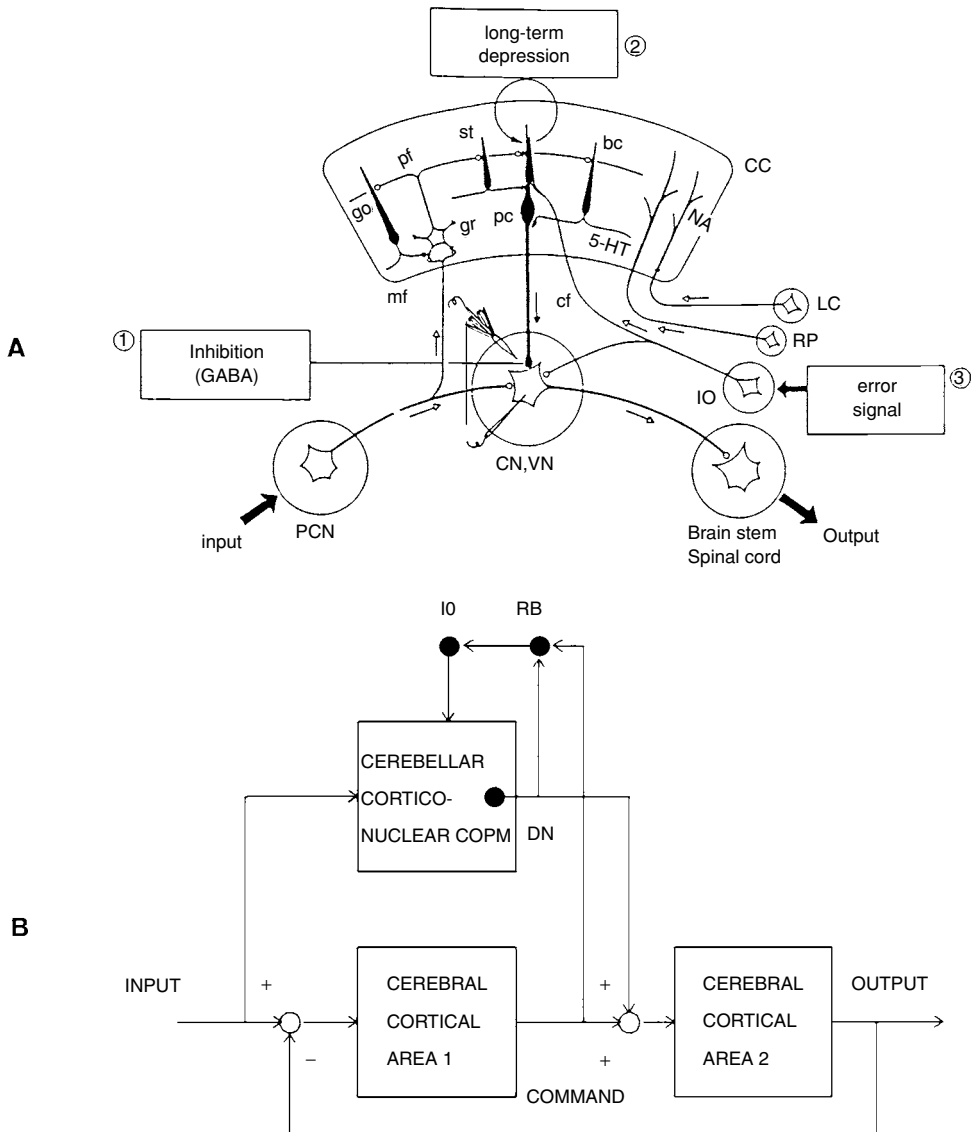 long-term
depression
②
st
bc
pf
CC
go
gr
pc
NA
5-HT
mf
cf
LC
A
①
Inhibition
(GABA)
RP
IO
error
signal
③
CN,VN
input
PCN
Brain stem
Spinal cord
Output
I0
RB
CEREBELLAR
CORTICO-
NUCLEAR COPM
DN
B
INPUT
+
CEREBRAL
CORTICAL
AREA 1
+
CEREBRAL
CORTICAL
AREA 2
OUTPUT
−
+
COMMAND